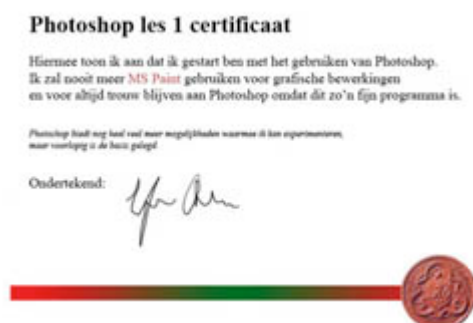 Photoshop les 1 certificaat
Hiermee toon ik aan dat ik gestart ben met het gebruiken van Photoshop.
Ik zal nooit meer MS Paint gebruiken voor grafische bewerkingen
en voor altijd trouw blijven aan Photoshop omdat dit zo'n fijn programma is.
Photoshop biedt nog heel veel meer mogelijkheden waarmee ik kan experimenteren,
maar voorlopig is de basis gelegd
Ondertekend: